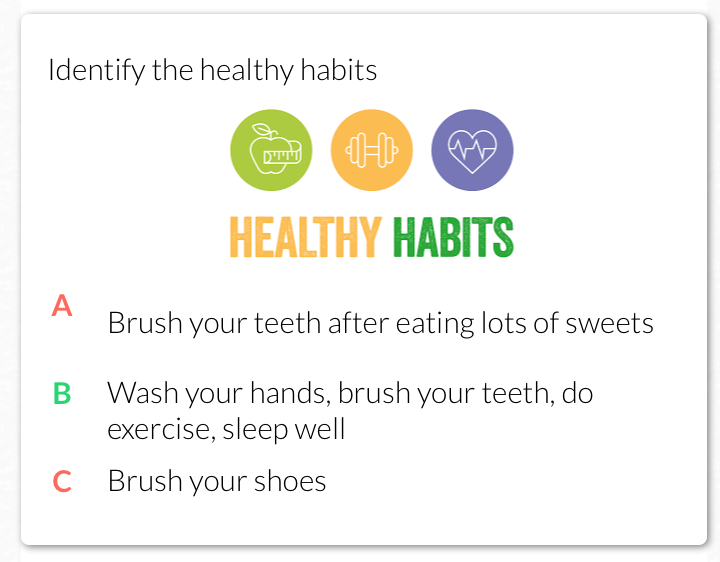 Identify the healthy habits
HEALTHY HABITS
A
Brush your teeth after eating lots of sweets
B Wash your hands, brush your teeth, do
exercise, sleep well
C Brush your shoes